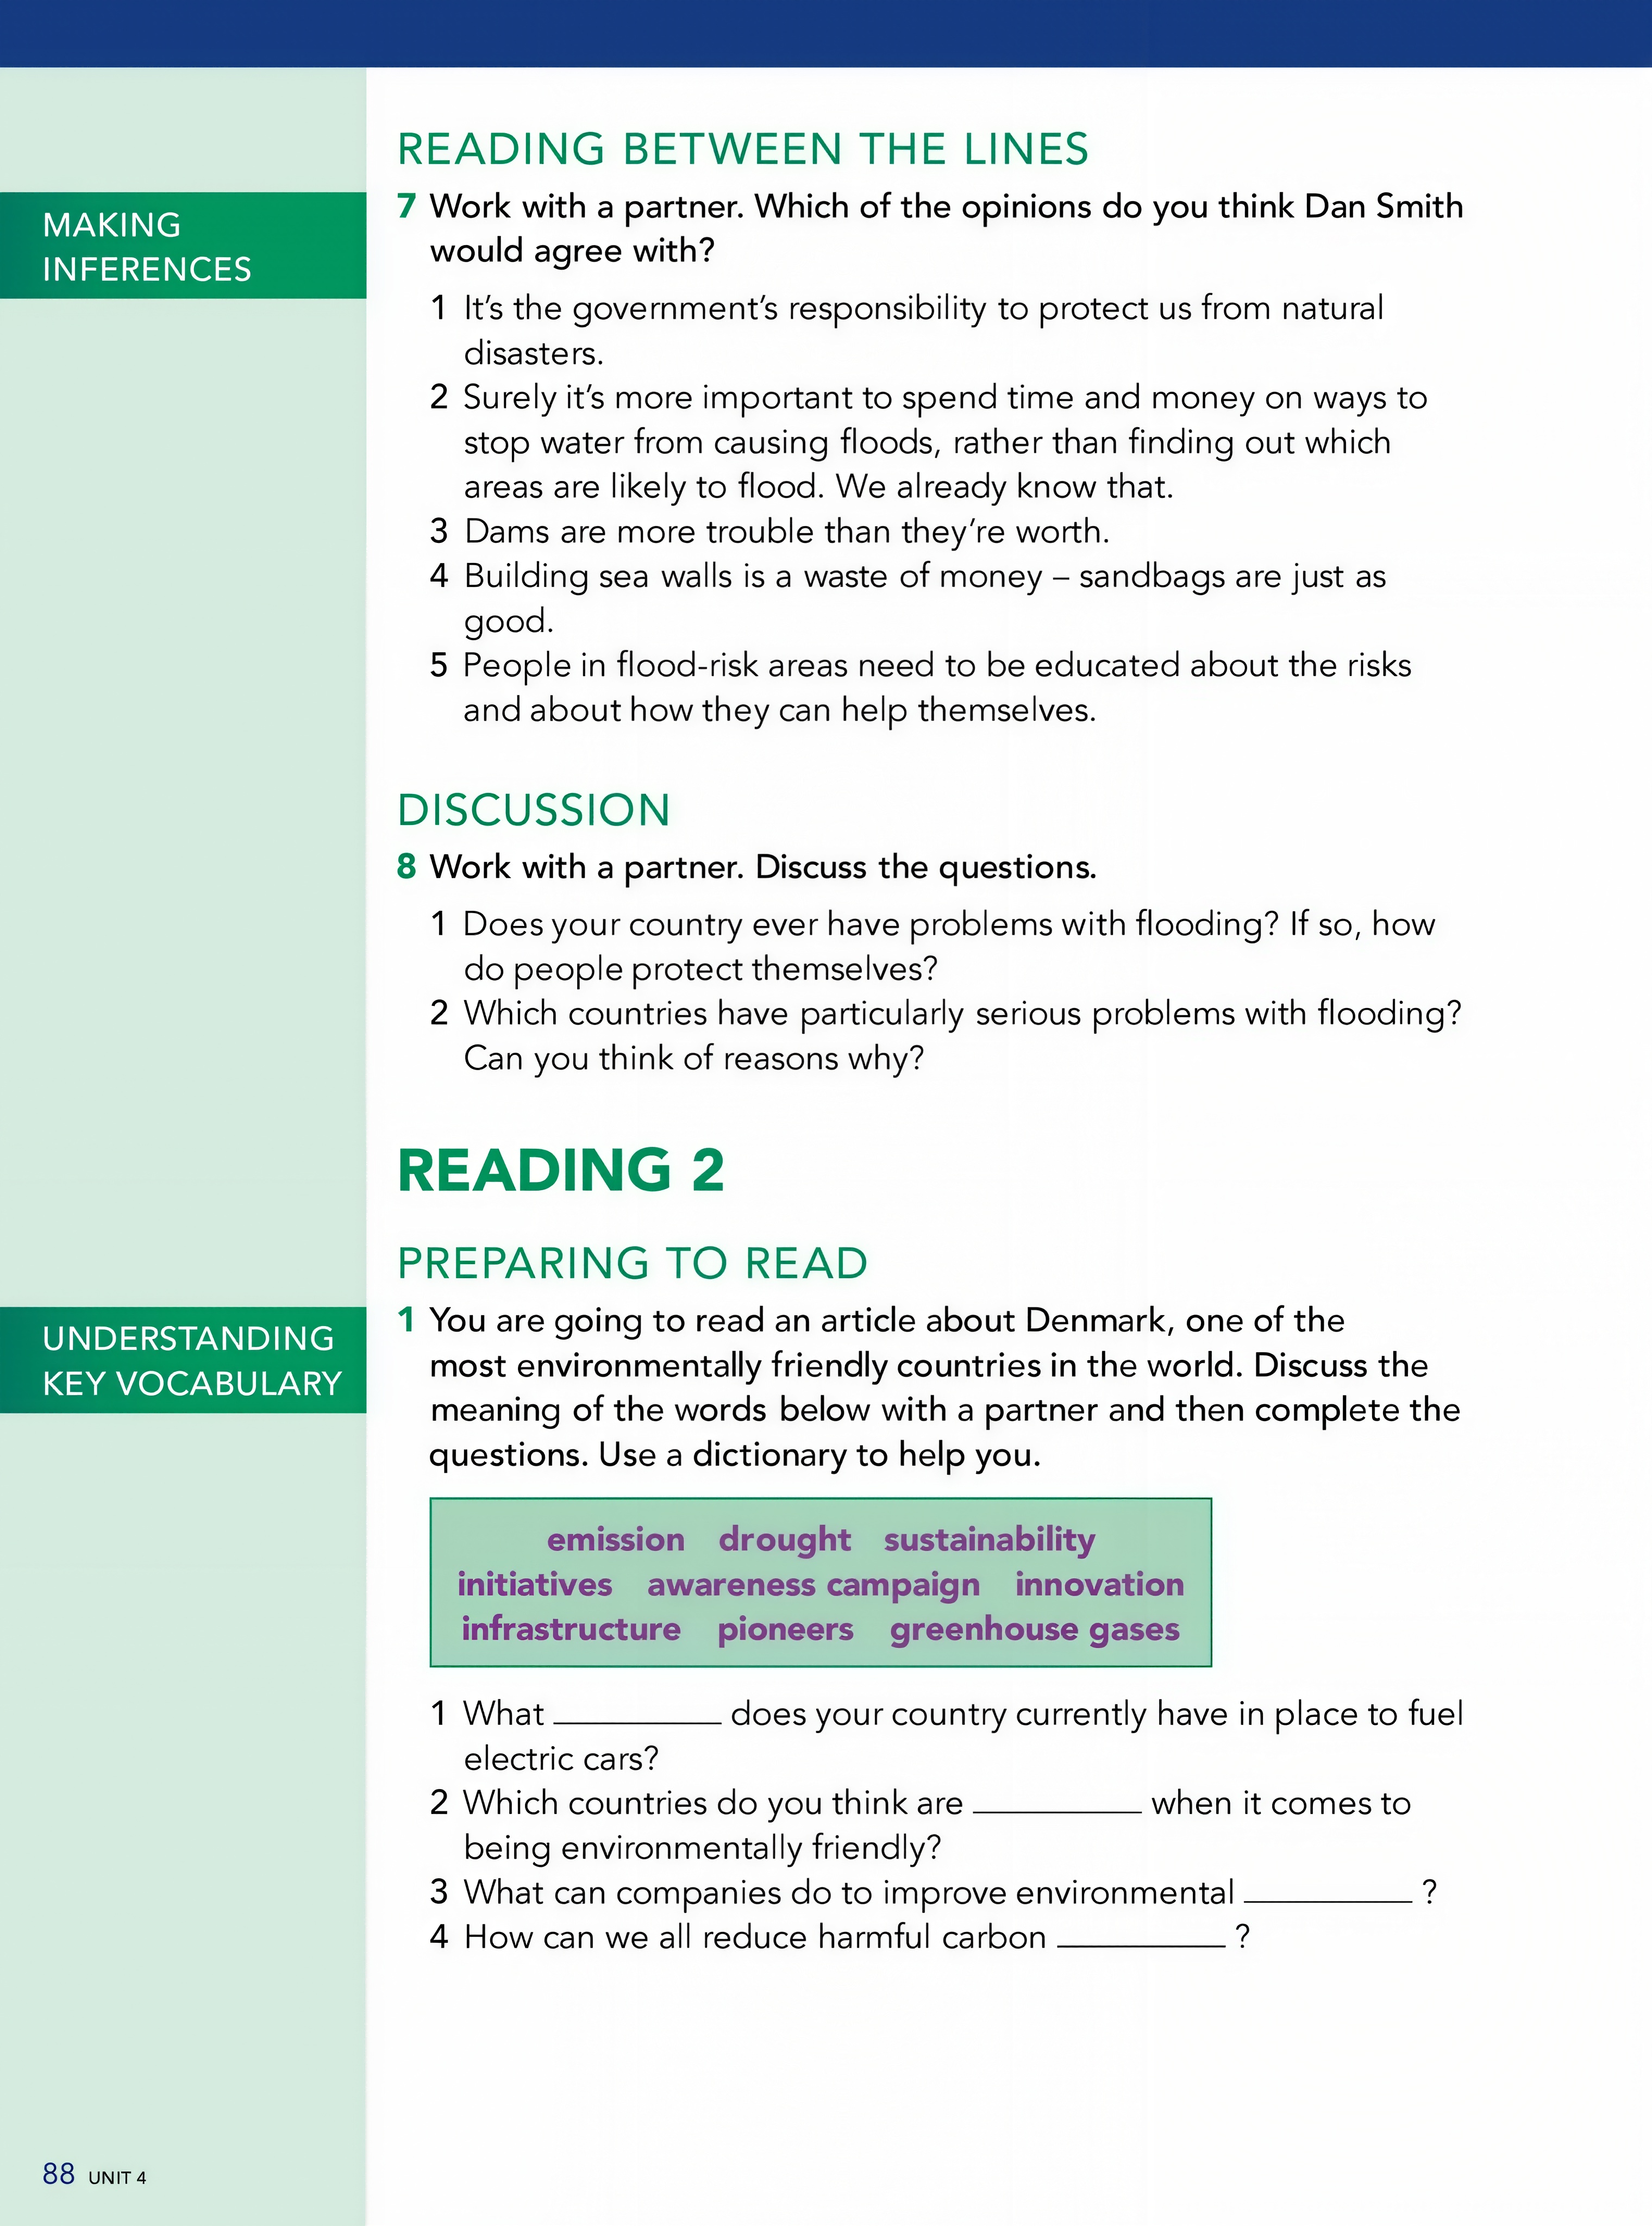 READING BETWEEN THE LINES
MAKING
INFERENCES
7 Work with a partner. Which of the opinions do you think Dan Smith
would agree with?
1 It's the government's responsibility to protect us from natural
disasters.
2 Surely it's more important to spend time and money on ways to
stop water from causing floods, rather than finding out which
areas are likely to flood. We already know that.
3 Dams are more trouble than they're worth.
4 Building sea walls is a waste of money – sandbags are just as
good.
5 People in flood-risk areas need to be educated about the risks
and about how they can help themselves.
DISCUSSION
8 Work with a partner. Discuss the questions.
1 Does your country ever have problems with flooding? If so, how
do people protect themselves?
2 Which countries have particularly serious problems with flooding?
Can you think of reasons why?
READING 2
PREPARING TO READ
UNDERSTANDING
KEY VOCABULARY
1 You are going to read an article about Denmark, one of the
most environmentally friendly countries in the world. Discuss the
meaning of the words below with a partner and then complete the
questions. Use a dictionary to help you.
emission drought sustainability
initiatives awareness campaign innovation
infrastructure pioneers greenhouse gases
1 What __________ does your country currently have in place to fuel
electric cars?
2 Which countries do you think are __________ when it comes to
being environmentally friendly?
3 What can companies do to improve environmental __________ ?
4 How can we all reduce harmful carbon __________ ?
88 UNIT 4